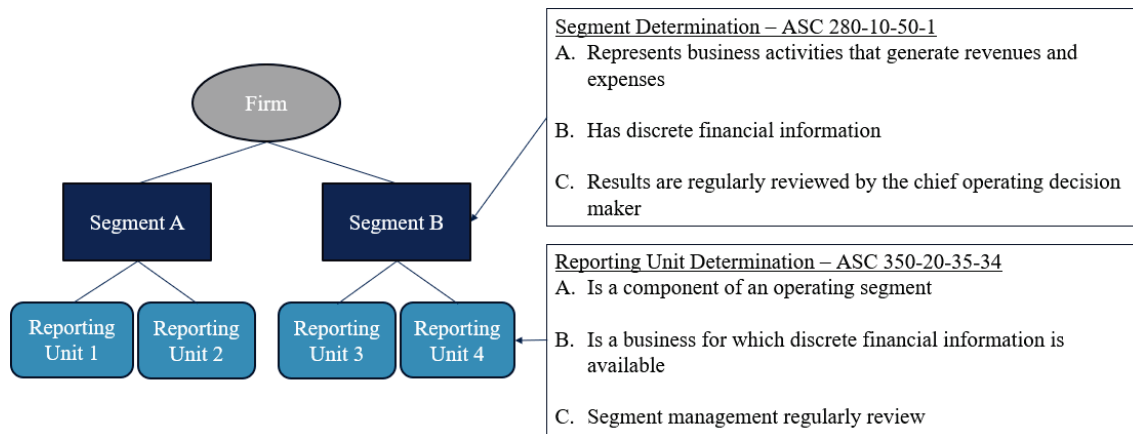 Firm
Segment A
Segment B
Reporting
Unit 1
Reporting
Unit 2
Reporting
Unit 3
Reporting
Unit 4
Segment Determination – ASC 280-10-50-1
A. Represents business activities that generate revenues and
expenses
B. Has discrete financial information
C. Results are regularly reviewed by the chief operating decision
maker
Reporting Unit Determination – ASC 350-20-35-34
A. Is a component of an operating segment
B. Is a business for which discrete financial information is
available
C. Segment management regularly review